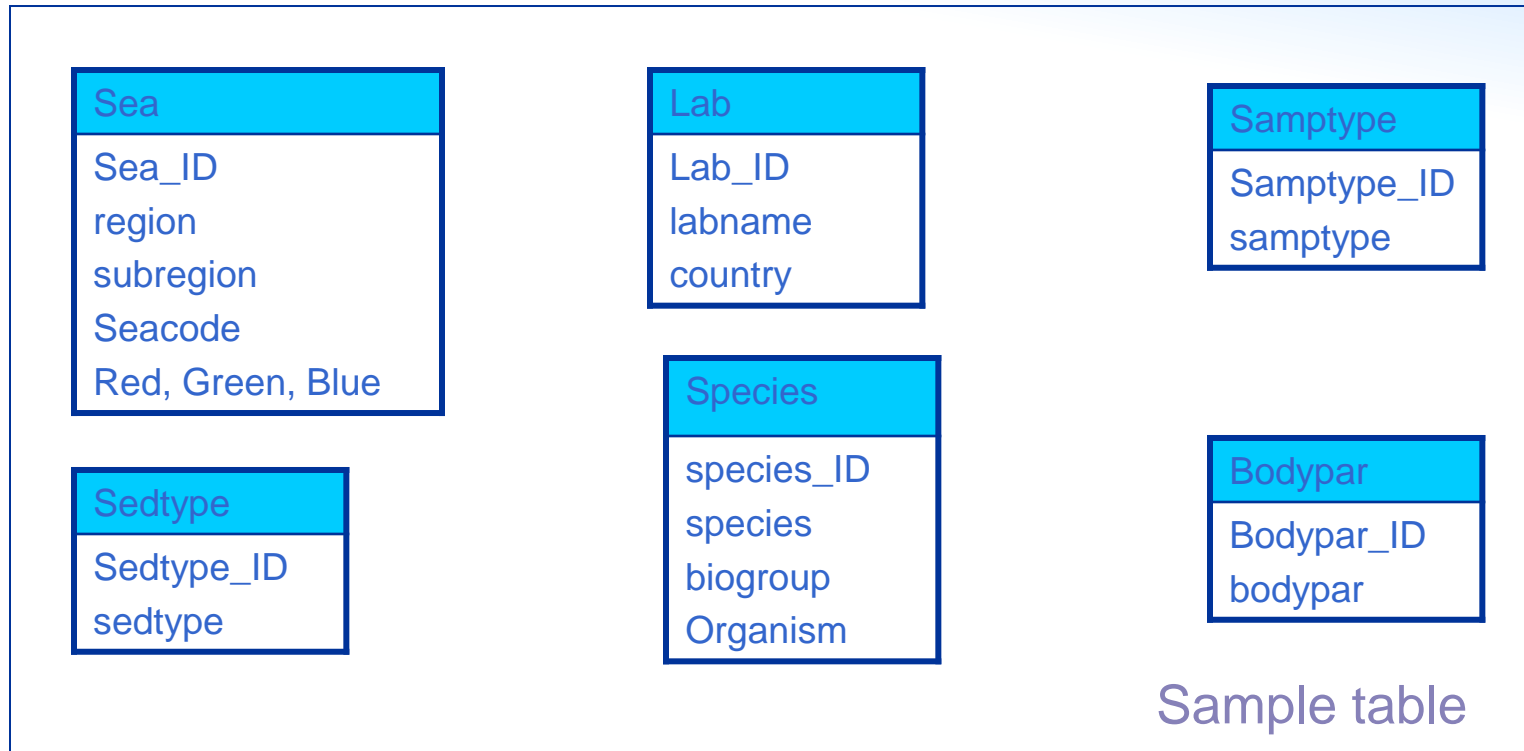 Sea
Sea_ID
region
subregion
Seacode
Red, Green, Blue
Lab
Lab_ID
labname
country
Samptype
Samptype_ID
samptype
Sedtype
Sedtype_ID
sedtype
Species
species_ID
species
biogroup
Organism
Bodypar
Bodypar_ID
bodypar
Sample table